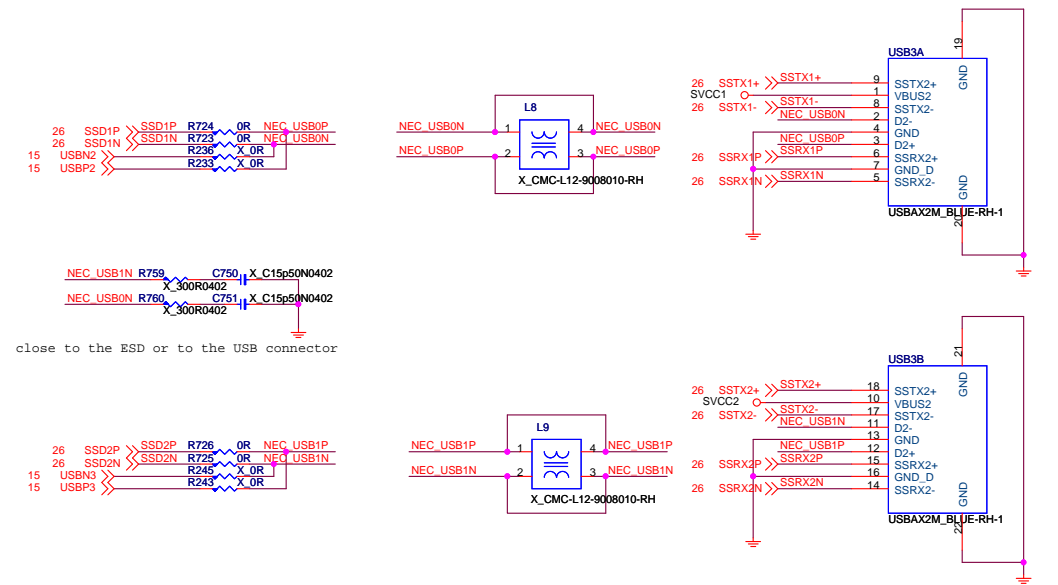 26 SSD1P SSD1P R724 0R NEC_USB0P
26 SSD1N SSD1N R723 0R NEC_USB0N
15 USBN2 R236 X_0R
15 USBP2 R233 X_0R
NEC_USB1N R759 X_300R0402 C750 X_C15p50N0402
NEC_USB0N R760 X_300R0402 C751 X_C15p50N0402
close to the ESD or to the USB connector
26 SSD2P SSD2P R726 0R NEC_USB1P
26 SSD2N SSD2N R725 0R NEC_USB1N
15 USBN3 R245 X_0R
15 USBP3 R243 X_0R
L8
NEC_USB0N 1 4 NEC_USB0N
NEC_USB0P 2 3 NEC_USB0P
X_CMC-L12-9008010-RH
L9
NEC_USB1P 1 4 NEC_USB1P
NEC_USB1N 2 3 NEC_USB1N
X_CMC-L12-9008010-RH
19
USB3A
GND
26 SSTX1+ SSTX1+ 9 SSTX2+
SVCC1 1 VBUS2
26 SSTX1- SSTX1- 8 SSTX2-
NEC_USB0N 2 D2-
4 GND
NEC_USB0P 3 D2+
26 SSRX1P SSRX1P 6 SSRX2+
7 GND_D
26 SSRX1N SSRX1N 5 SSRX2-
GND
USBAX2M_BLUE-RH-1
20
21
USB3B
GND
26 SSTX2+ SSTX2+ 18 SSTX2+
SVCC2 10 VBUS2
26 SSTX2- SSTX2- 17 SSTX2-
NEC_USB1N 11 D2-
13 GND
NEC_USB1P 12 D2+
26 SSRX2P SSRX2P 15 SSRX2+
16 GND_D
26 SSRX2N SSRX2N 14 SSRX2-
GND
USBAX2M_BLUE-RH-1
22